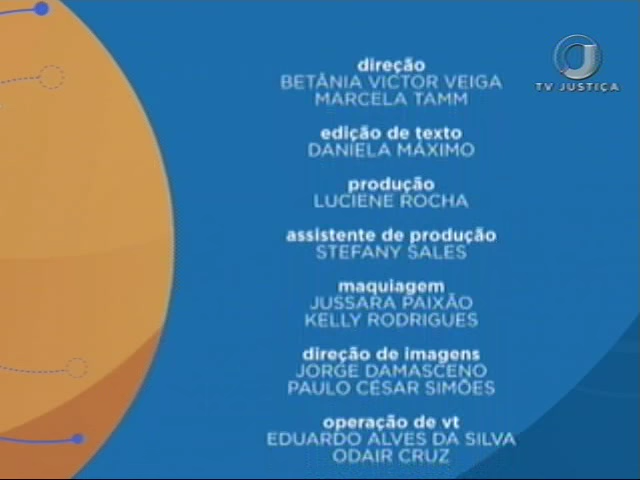 direção
BETÂNIA VICTOR VEIGA
MARCELA TAMM
edição de texto
DANIELA MÁXIMO
produção
LUCIENE ROCHA
assistente de produção
STEFANY SALES
maquiagem
JUSSARA PAIXÃO
KELLY RODRIGUES
direção de imagens
JORGE DAMASCENO
PAULO CÉSAR SIMÕES
operação de vt
EDUARDO ALVES DA SILVA
ODAIR CRUZ
TV JUSTIÇA